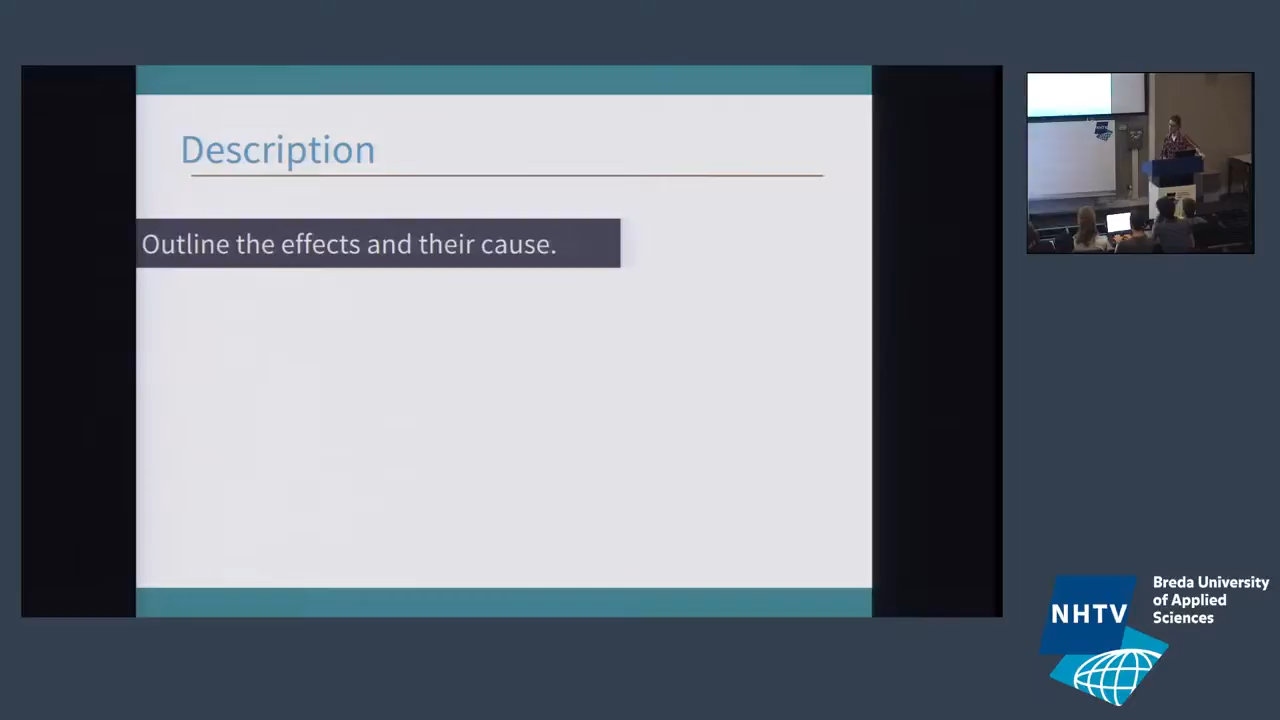 Description
Outline the effects and their cause.
NHTV
Breda University
of Applied
Sciences